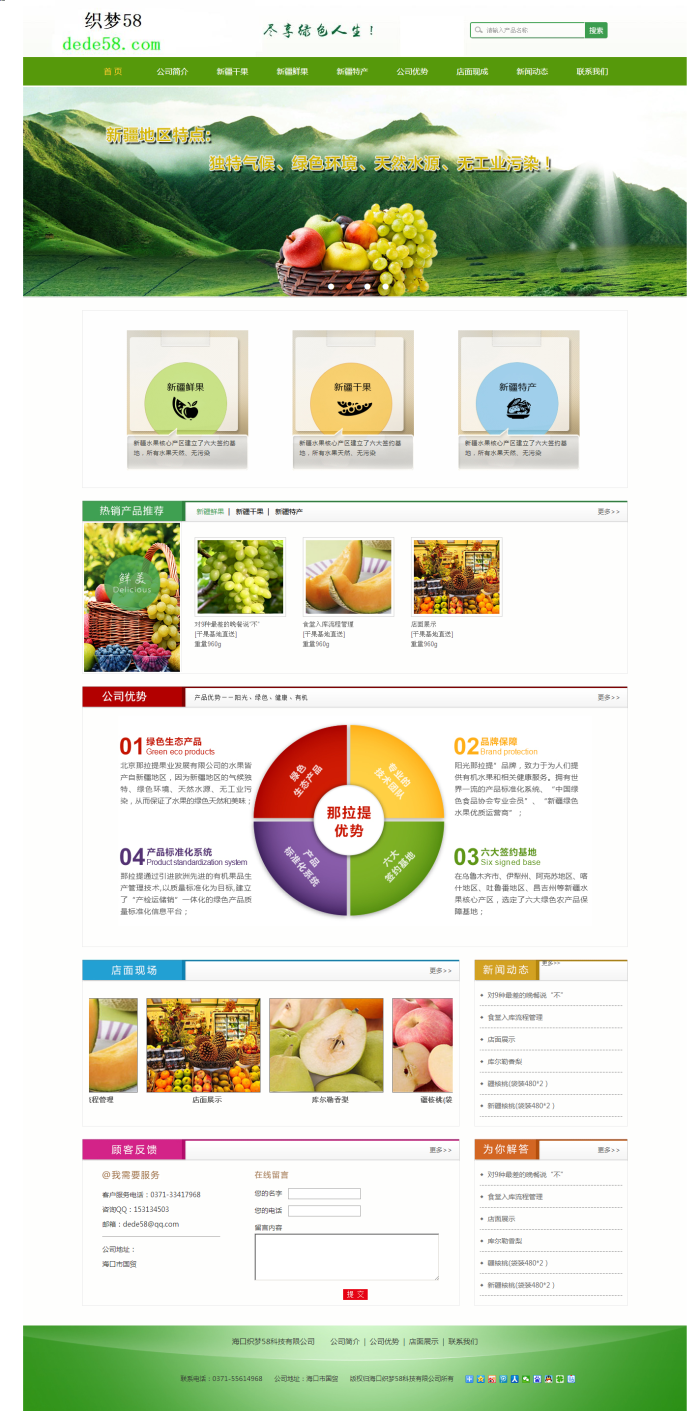 织梦58
dede58.com
尽享绿色人生！
请输入产品名称
搜索
首 页 公司简介 新疆干果 新疆鲜果 新疆特产 公司优势 店面现成 新闻动态 联系我们
新疆地区特点:
独特气候、绿色环境、天然水源、无工业污染！
新疆鲜果
新疆水果核心产区建立了六大签约基
地，所有水果天然、无污染
新疆干果
新疆水果核心产区建立了六大签约基
地，所有水果天然、无污染
新疆特产
新疆水果核心产区建立了六大签约基
地，所有水果天然、无污染
热销产品推荐
新疆鲜果 | 新疆干果 | 新疆特产
更多>>
鲜美
Delicious
对9种最差的晚餐说“不”
[干果基地直送]
重量960g
食堂入库流程管理
[干果基地直送]
重量960g
店面展示
[干果基地直送]
重量960g
公司优势
产品优势－－阳光、绿色、健康、有机
更多>>
01 绿色生态产品
Green eco products
北京那拉提果业发展有限公司的水果皆
产自新疆地区，因为新疆地区的气候独
特、绿色环境、天然水源、无工业污
染，从而保证了水果的绿色天然和美味；
04 产品标准化系统
Product standardization system
那拉提通过引进欧洲先进的有机果品生
产管理技术,以质量标准化为目标,建立
了“产检运储销”一体化的绿色产品质
量标准化信息平台；
绿色
生态产品
专业的
技术团队
那拉提
优势
产品
标准化系统
六大
签约基地
02 品牌保障
Brand protection
阳光那拉提”品牌，致力于为人们提
供有机水果和相关健康服务。拥有世
界一流的产品标准化系统、“中国绿
色食品协会专业会员”、“新疆绿色
水果优质运营商”；
03 六大签约基地
Six signed base
在乌鲁木齐市、伊犁州、阿克苏地区、喀
什地区、吐鲁番地区、昌吉州等新疆水
果核心产区，选定了六大绿色农产品保
障基地；
店面现场
更多>>
流程管理
店面展示
库尔勒香梨
疆核桃(袋
新闻动态
更多>>
对9种最差的晚餐说“不”
食堂入库流程管理
店面展示
库尔勒香梨
疆核桃(袋装480*2 )
新疆核桃(袋装480*2 )
顾客反馈
更多>>
@我需要服务
客户服务电话：0371-33417968
咨询QQ：153134503
邮箱：dede58@qq.com
公司地址：
海口市国贸
在线留言
您的名字
您的电话
留言内容
提 交
为你解答
更多>>
对9种最差的晚餐说“不”
食堂入库流程管理
店面展示
库尔勒香梨
疆核桃(袋装480*2 )
新疆核桃(袋装480*2 )
海口织梦58科技有限公司 公司简介 | 公司优势 | 店面展示 | 联系我们
联系电话：0371-55614968 公司地址：海口市国贸 版权归海口织梦58科技有限公司所有